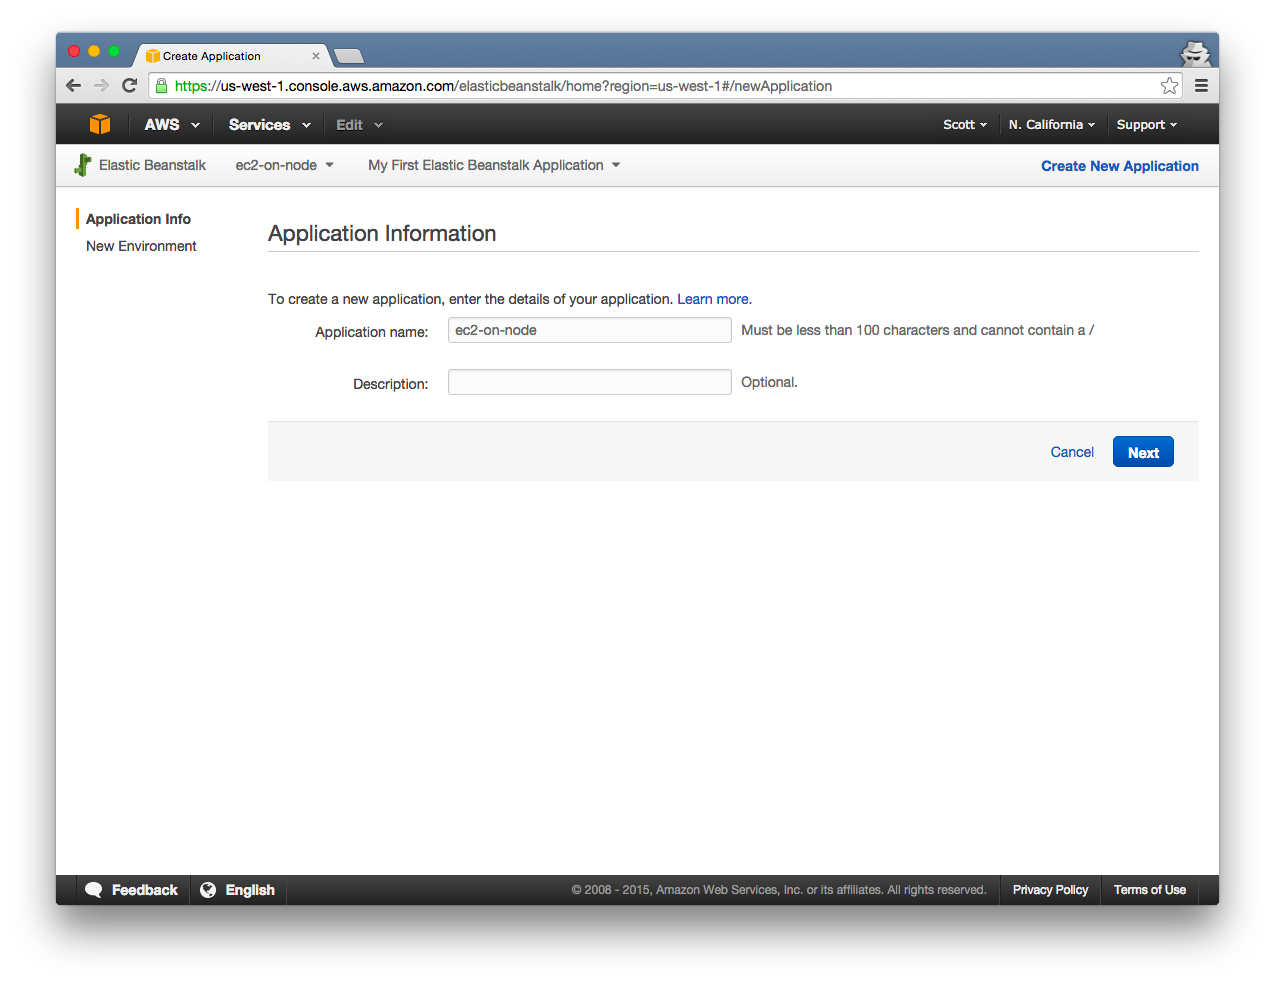 Create Application
https://us-west-1.console.aws.amazon.com/elasticbeanstalk/home?region=us-west-1#/newApplication
AWS Services Edit Scott N. California Support
Elastic Beanstalk ec2-on-node My First Elastic Beanstalk Application Create New Application
Application Info
New Environment
Application Information
To create a new application, enter the details of your application. Learn more.
Application name: ec2-on-node Must be less than 100 characters and cannot contain a /
Description: Optional.
Cancel Next
Feedback English © 2008 - 2015, Amazon Web Services, Inc. or its affiliates. All rights reserved. Privacy Policy Terms of Use